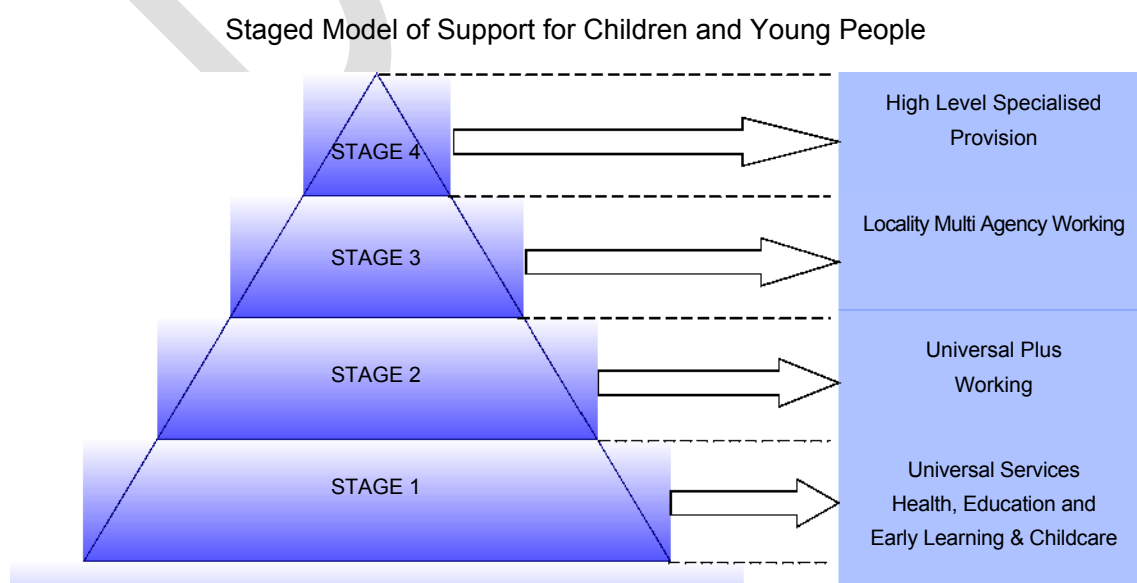 Staged Model of Support for Children and Young People
STAGE 4
High Level Specialised
Provision
STAGE 3
Locality Multi Agency Working
STAGE 2
Universal Plus
Working
STAGE 1
Universal Services
Health, Education and
Early Learning & Childcare